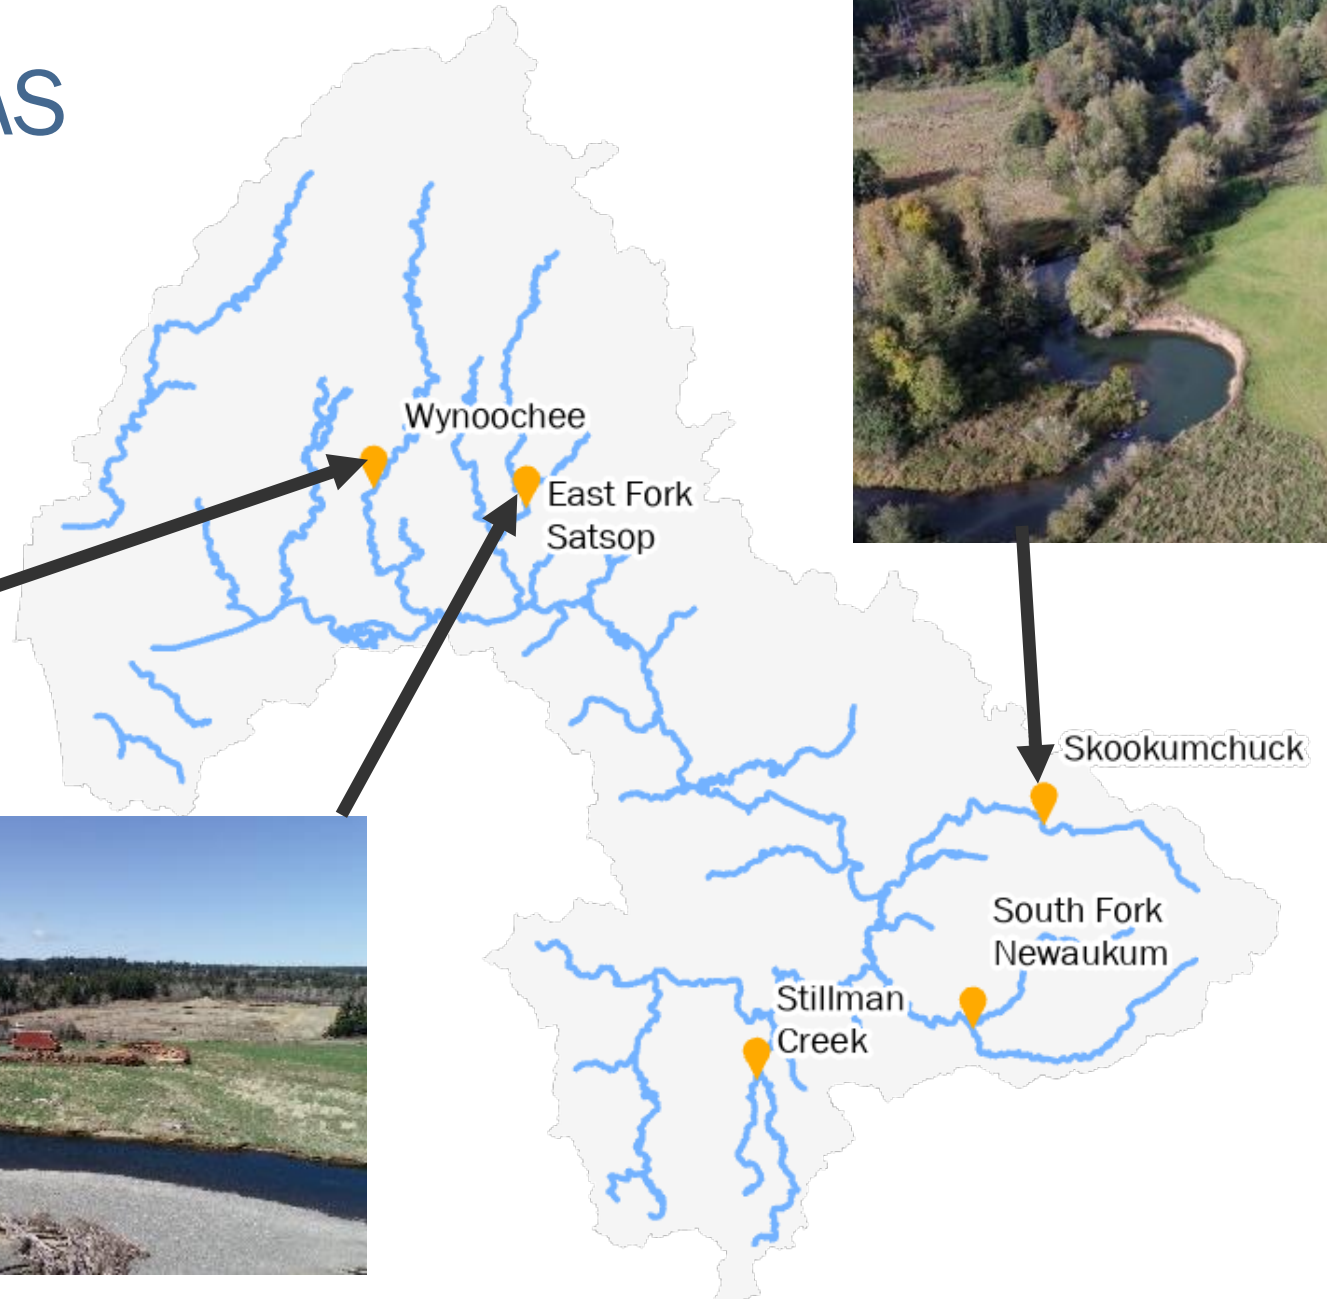 Wynoochee
East Fork
Satsop
Skookumchuck
South Fork
Newaukum
Stillman
Creek